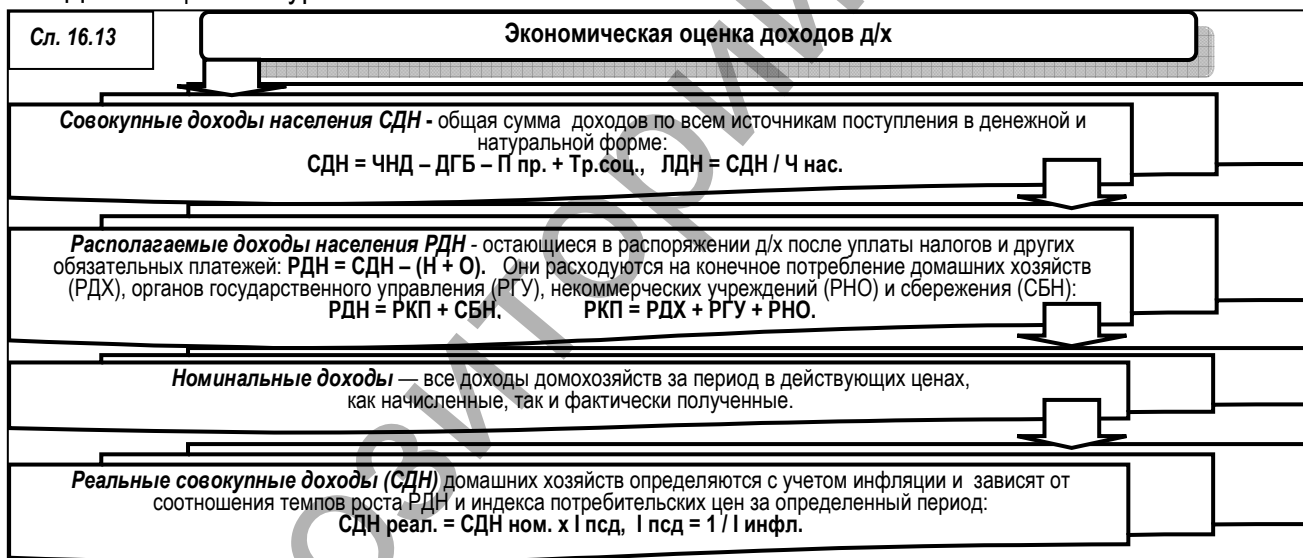 Сл. 16.13
Экономическая оценка доходов д/х
Совокупные доходы населения СДН - общая сумма доходов по всем источникам поступления в денежной и
натуральной форме:
СДН = ЧНД – ДГБ – П пр. + Тр.соц., ЛДН = СДН / Ч нас.
Располагаемые доходы населения РДН - остающиеся в распоряжении д/х после уплаты налогов и других
обязательных платежей: РДН = СДН – (Н + О). Они расходуются на конечное потребление домашних хозяйств
(РДХ), органов государственного управления (РГУ), некоммерческих учреждений (РНО) и сбережения (СБН):
РДН = РКП + СБН. РКП = РДХ + РГУ + РНО.
Номинальные доходы — все доходы домохозяйств за период в действующих ценах,
как начисленные, так и фактически полученные.
Реальные совокупные доходы (СДН) домашних хозяйств определяются с учетом инфляции и зависят от
соотношения темпов роста РДН и индекса потребительских цен за определенный период:
СДН реал. = СДН ном. х I псд, I псд = 1 / I инфл.